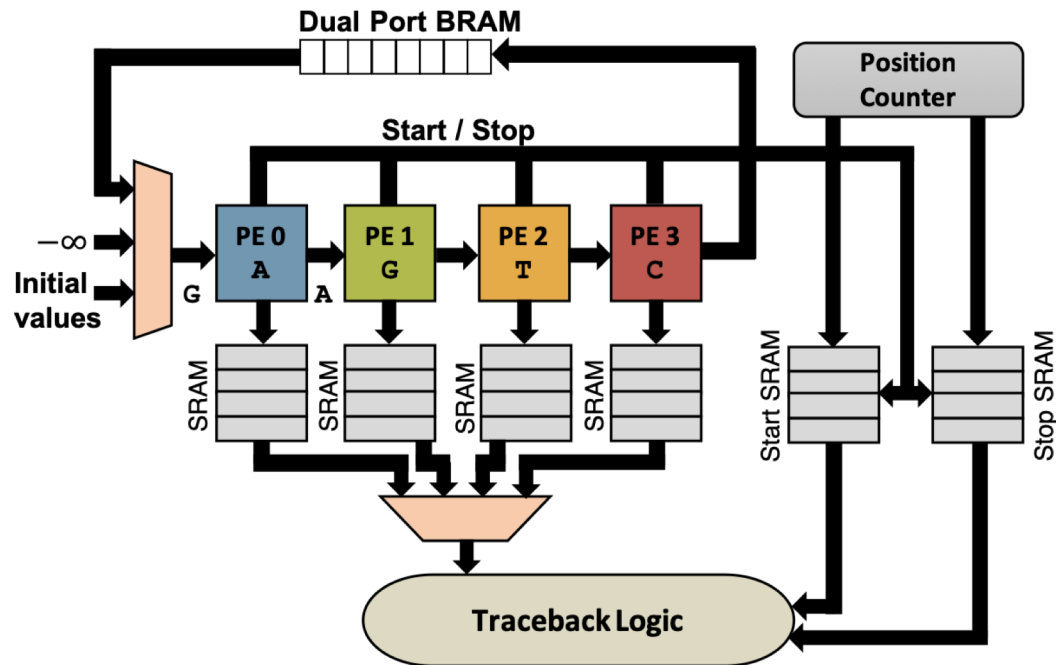 Dual Port BRAM
Position
Counter
Start / Stop
−∞
Initial
values
G
PE 0
A
A
PE 1
G
PE 2
T
PE 3
C
SRAM
SRAM
SRAM
SRAM
Start SRAM
Stop SRAM
Traceback Logic